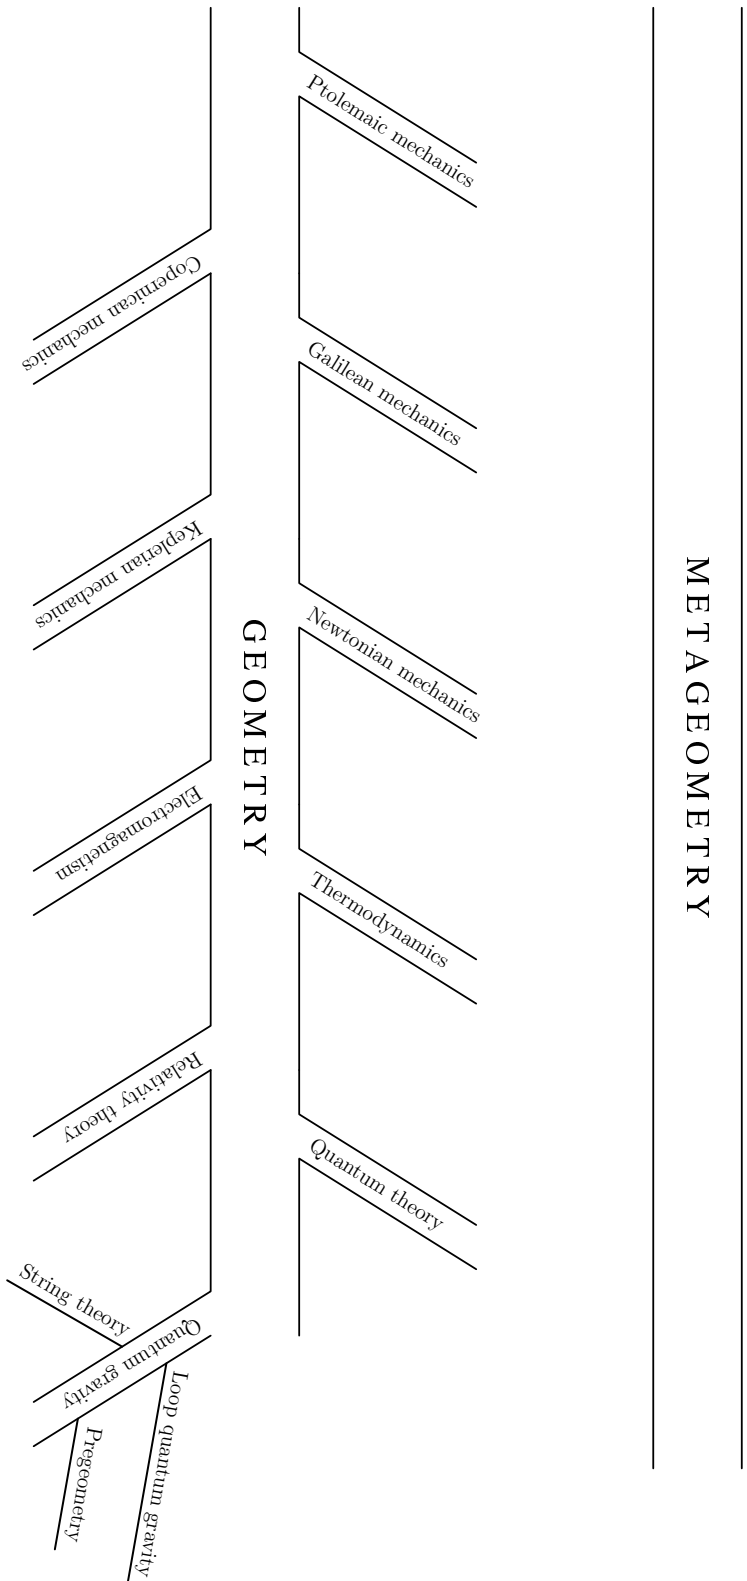 Ptolemaic mechanics
Copernican mechanics
Galilean mechanics
Keplerian mechanics
Newtonian mechanics
Electromagnetism
Thermodynamics
Relativity theory
Quantum theory
String theory
Quantum gravity
Loop quantum gravity
Pregeometry
GEOMETRY
METAGEOMETRY